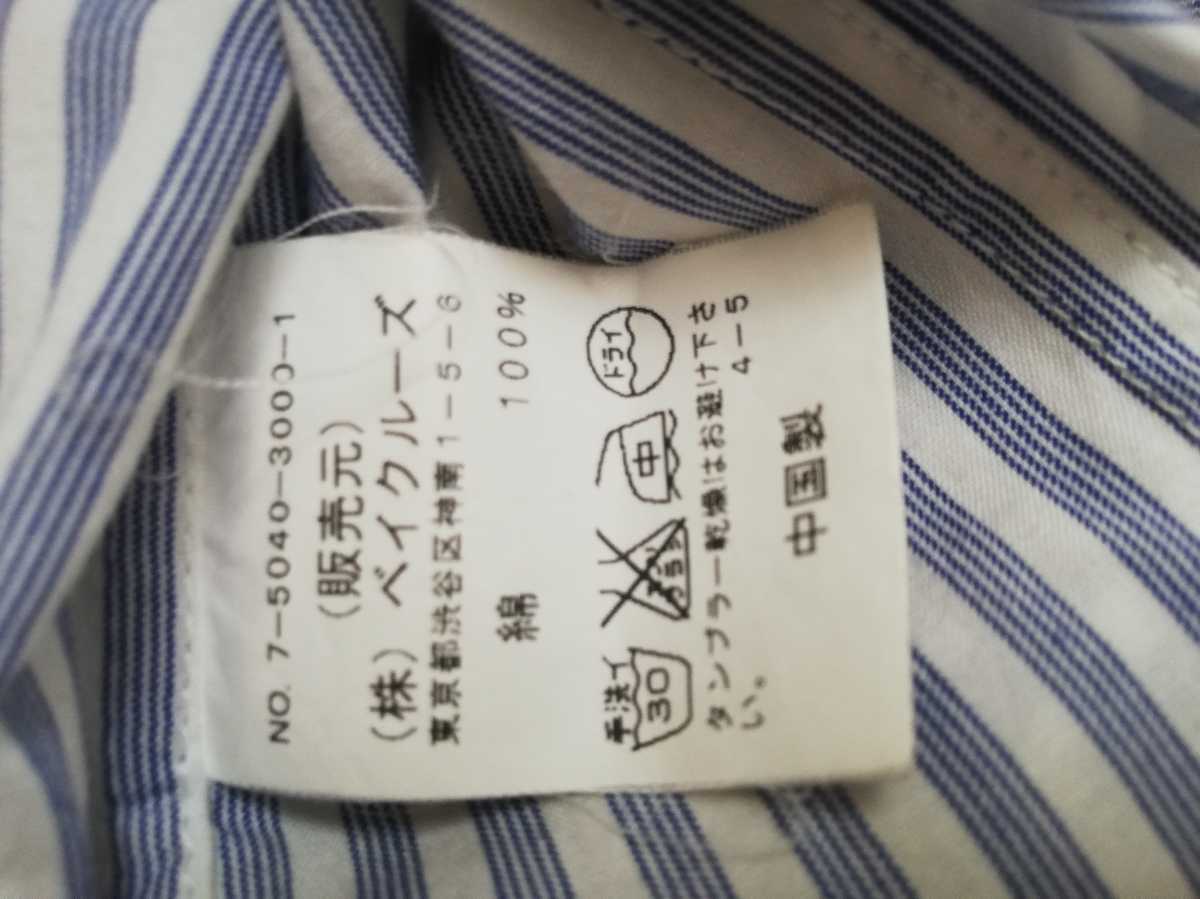 NO. 7-5040-3000-1
(販売元)
(株) ベイクルーズ
東京都渋谷区神南1-5-6
綿 100%
手洗イ 30 中 ドライ
タンブラー乾燥はお避け下さ
い。 4-5
中国製